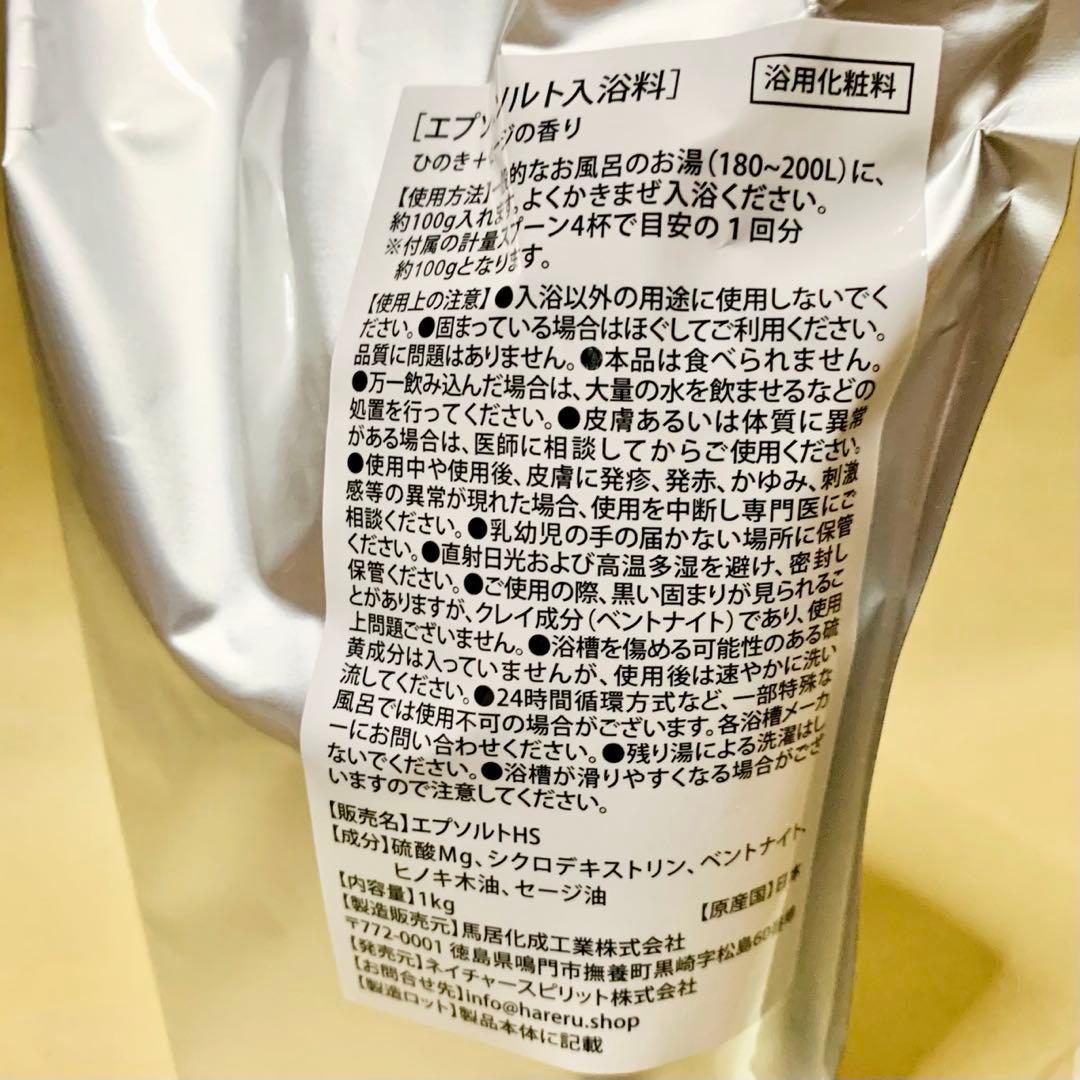 [エプソルト入浴料]
浴用化粧料
ひのき+ージの香り
【使用方法】一般的なお風呂のお湯(180~200L)に、
約100g入れます。よくかきまぜ入浴ください。
※付属の計量スプーン4杯で目安の1回分
約100gとなります。
【使用上の注意】●入浴以外の用途に使用しないでく
ださい。●固まっている場合はほぐしてご利用ください。
品質に問題はありません。●本品は食べられません。
●万一飲み込んだ場合は、大量の水を飲ませるなどの
処置を行ってください。●皮膚あるいは体質に異常
がある場合は、医師に相談してからご使用ください。
●使用中や使用後、皮膚に発疹、発赤、かゆみ、刺激
感等の異常が現れた場合、使用を中断し専門医にご
相談ください。●乳幼児の手の届かない場所に保管
ください。●直射日光および高温多湿を避け、密封し
保管ください。●ご使用の際、黒い固まりが見られるこ
とがありますが、クレイ成分(ベントナイト)であり、使用
上問題ございません。●浴槽を傷める可能性のある硫
黄成分は入っていませんが、使用後は速やかに洗い
流してください。●24時間循環方式など、一部特殊な
風呂では使用不可の場合がございます。各浴槽メーカ
ーにお問い合わせください。●残り湯による洗濯はし
ないでください。●浴槽が滑りやすくなる場合がござ
いますので注意してください。
【販売名】エプソルトHS
【成分】硫酸Mg、シクロデキストリン、ベントナイト、
ヒノキ木油、セージ油
【内容量】1kg
【原産国】日本
【製造販売元】馬居化成工業株式会社
〒772-0001 徳島県鳴門市撫養町黒崎字松島60
【発売元】ネイチャースピリット株式会社
【お問合せ先】info@hareru.shop
【製造ロット】製品本体に記載